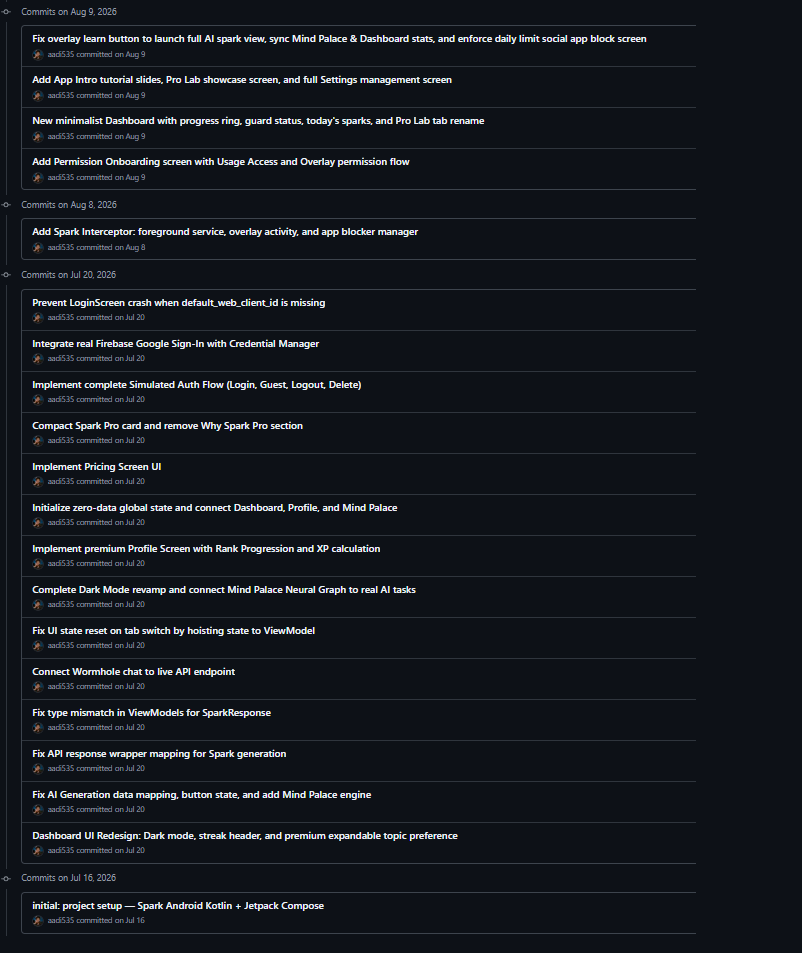 Commits on Aug 9, 2026
Fix overlay learn button to launch full AI spark view, sync Mind Palace & Dashboard stats, and enforce daily limit social app block screen
aadi535 committed on Aug 9
Add App Intro tutorial slides, Pro Lab showcase screen, and full Settings management screen
aadi535 committed on Aug 9
New minimalist Dashboard with progress ring, guard status, today's sparks, and Pro Lab tab rename
aadi535 committed on Aug 9
Add Permission Onboarding screen with Usage Access and Overlay permission flow
aadi535 committed on Aug 9
Commits on Aug 8, 2026
Add Spark Interceptor: foreground service, overlay activity, and app blocker manager
aadi535 committed on Aug 8
Commits on Jul 20, 2026
Prevent LoginScreen crash when default_web_client_id is missing
aadi535 committed on Jul 20
Integrate real Firebase Google Sign-In with Credential Manager
aadi535 committed on Jul 20
Implement complete Simulated Auth Flow (Login, Guest, Logout, Delete)
aadi535 committed on Jul 20
Compact Spark Pro card and remove Why Spark Pro section
aadi535 committed on Jul 20
Implement Pricing Screen UI
aadi535 committed on Jul 20
Initialize zero-data global state and connect Dashboard, Profile, and Mind Palace
aadi535 committed on Jul 20
Implement premium Profile Screen with Rank Progression and XP calculation
aadi535 committed on Jul 20
Complete Dark Mode revamp and connect Mind Palace Neural Graph to real AI tasks
aadi535 committed on Jul 20
Fix UI state reset on tab switch by hoisting state to ViewModel
aadi535 committed on Jul 20
Connect Wormhole chat to live API endpoint
aadi535 committed on Jul 20
Fix type mismatch in ViewModels for SparkResponse
aadi535 committed on Jul 20
Fix API response wrapper mapping for Spark generation
aadi535 committed on Jul 20
Fix AI Generation data mapping, button state, and add Mind Palace engine
aadi535 committed on Jul 20
Dashboard UI Redesign: Dark mode, streak header, and premium expandable topic preference
aadi535 committed on Jul 20
Commits on Jul 16, 2026
initial: project setup — Spark Android Kotlin + Jetpack Compose
aadi535 committed on Jul 16